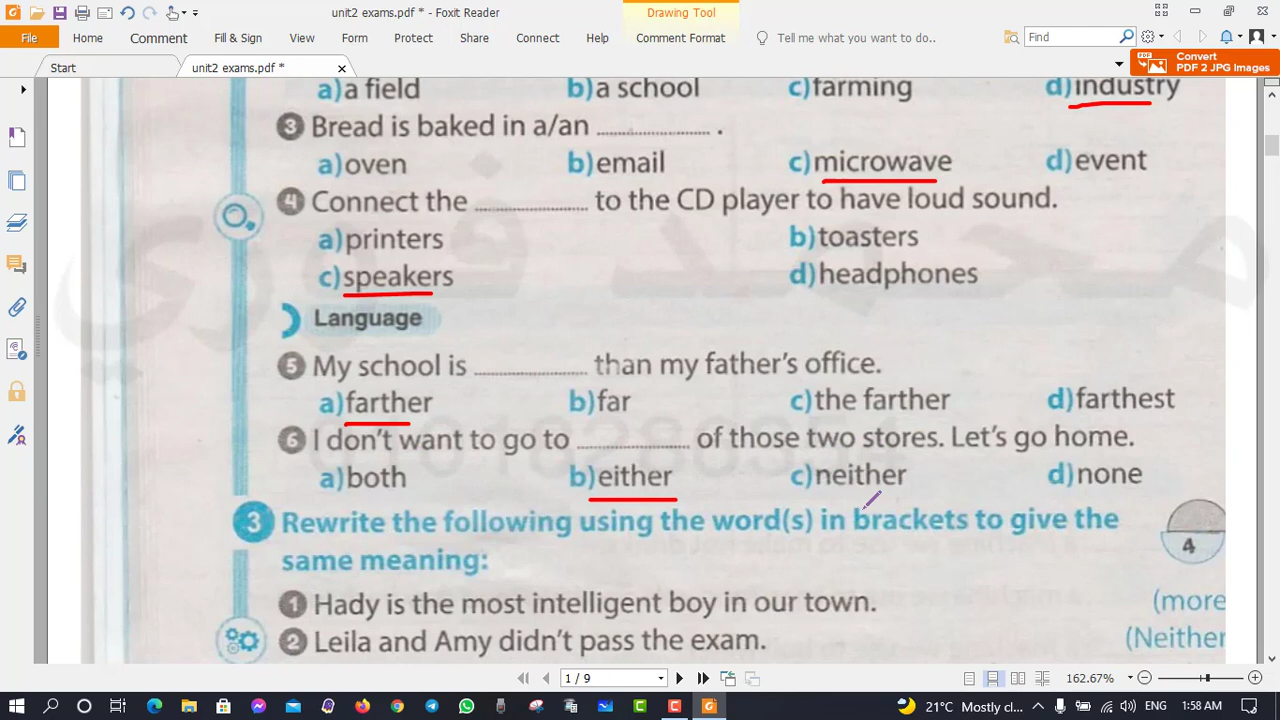 unit2 exams.pdf * - Foxit Reader
Drawing Tool
File Home Comment Fill & Sign View Form Protect Share Connect Help Comment Format Tell me what you want to do.. Find
Start unit2 exams.pdf *
Convert
PDF 2 JPG Images
a) a field b) a school c) farming d) industry
3 Bread is baked in a/an .......................... .
a) oven b) email c) microwave d) event
4 Connect the .......................... to the CD player to have loud sound.
a) printers b) toasters
c) speakers d) headphones
Language
5 My school is .......................... than my father's office.
a) farther b) far c) the farther d) farthest
6 I don't want to go to .......................... of those two stores. Let's go home.
a) both b) either c) neither d) none
3 Rewrite the following using the word(s) in brackets to give the
same meaning:
4
1 Hady is the most intelligent boy in our town. (more
2 Leila and Amy didn't pass the exam. (Neither
1 / 9 162.67%
21°C Mostly cl... 1:58 AM